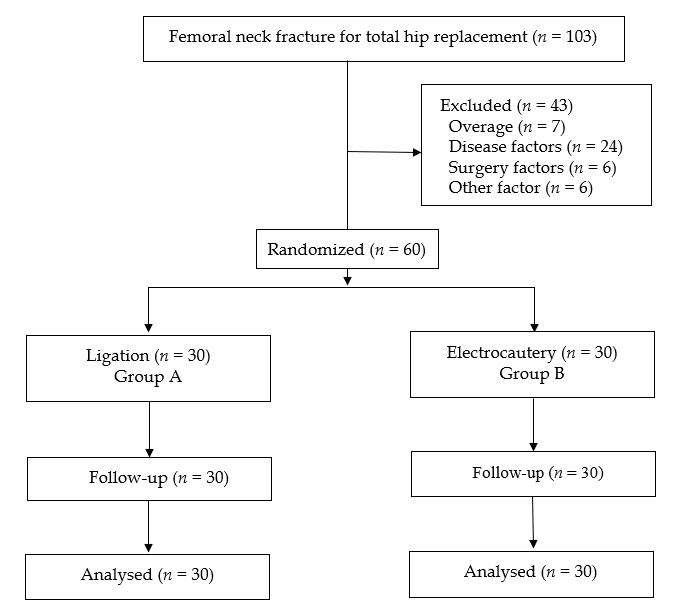 Femoral neck fracture for total hip replacement (n = 103)
Excluded (n = 43)
Overage (n = 7)
Disease factors (n = 24)
Surgery factors (n = 6)
Other factor (n = 6)
Randomized (n = 60)
Ligation (n = 30)
Group A
Electrocautery (n = 30)
Group B
Follow-up (n = 30)
Follow-up (n = 30)
Analysed (n = 30)
Analysed (n = 30)